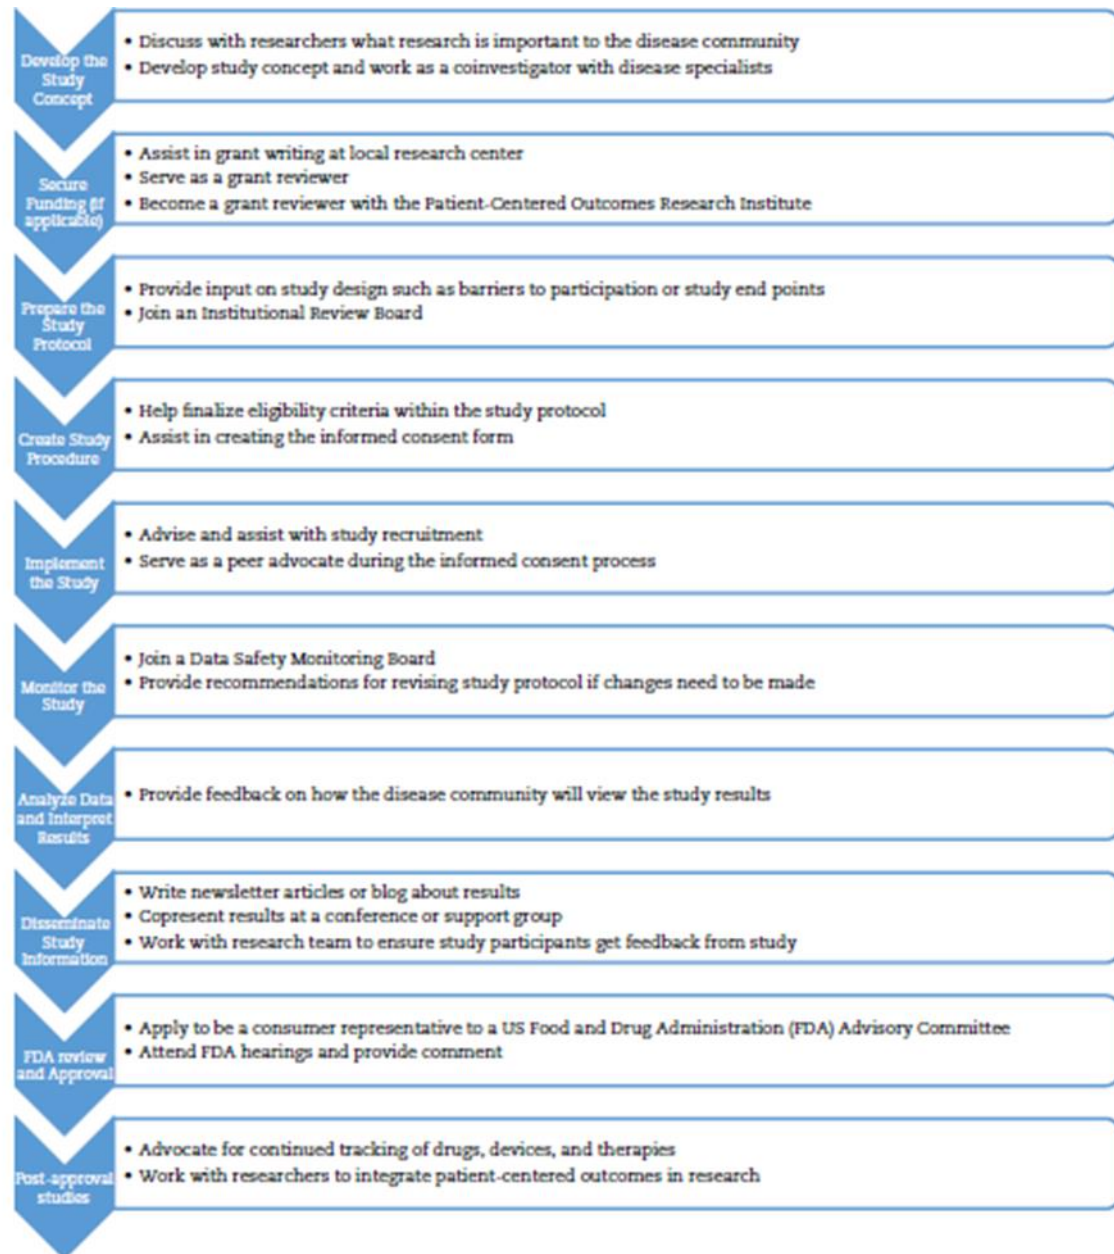 Develop the
Study
Concept
• Discuss with researchers what research is important to the disease community
• Develop study concept and work as a coinvestigator with disease specialists
Secure
Funding (if
applicable)
• Assist in grant writing at local research center
• Serve as a grant reviewer
• Become a grant reviewer with the Patient-Centered Outcomes Research Institute
Prepare the
Study
Protocol
• Provide input on study design such as barriers to participation or study end points
• Join an Institutional Review Board
Create Study
Procedure
• Help finalize eligibility criteria within the study protocol
• Assist in creating the informed consent form
Implement
the Study
• Advise and assist with study recruitment
• Serve as a peer advocate during the informed consent process
Monitor the
Study
• Join a Data Safety Monitoring Board
• Provide recommendations for revising study protocol if changes need to be made
Analyze Data
and Interpret
Results
• Provide feedback on how the disease community will view the study results
Disseminate
Study
Information
• Write newsletter articles or blog about results
• Copresent results at a conference or support group
• Work with research team to ensure study participants get feedback from study
FDA review
and Approval
• Apply to be a consumer representative to a US Food and Drug Administration (FDA) Advisory Committee
• Attend FDA hearings and provide comment
Post-approval
studies
• Advocate for continued tracking of drugs, devices, and therapies
• Work with researchers to integrate patient-centered outcomes in research